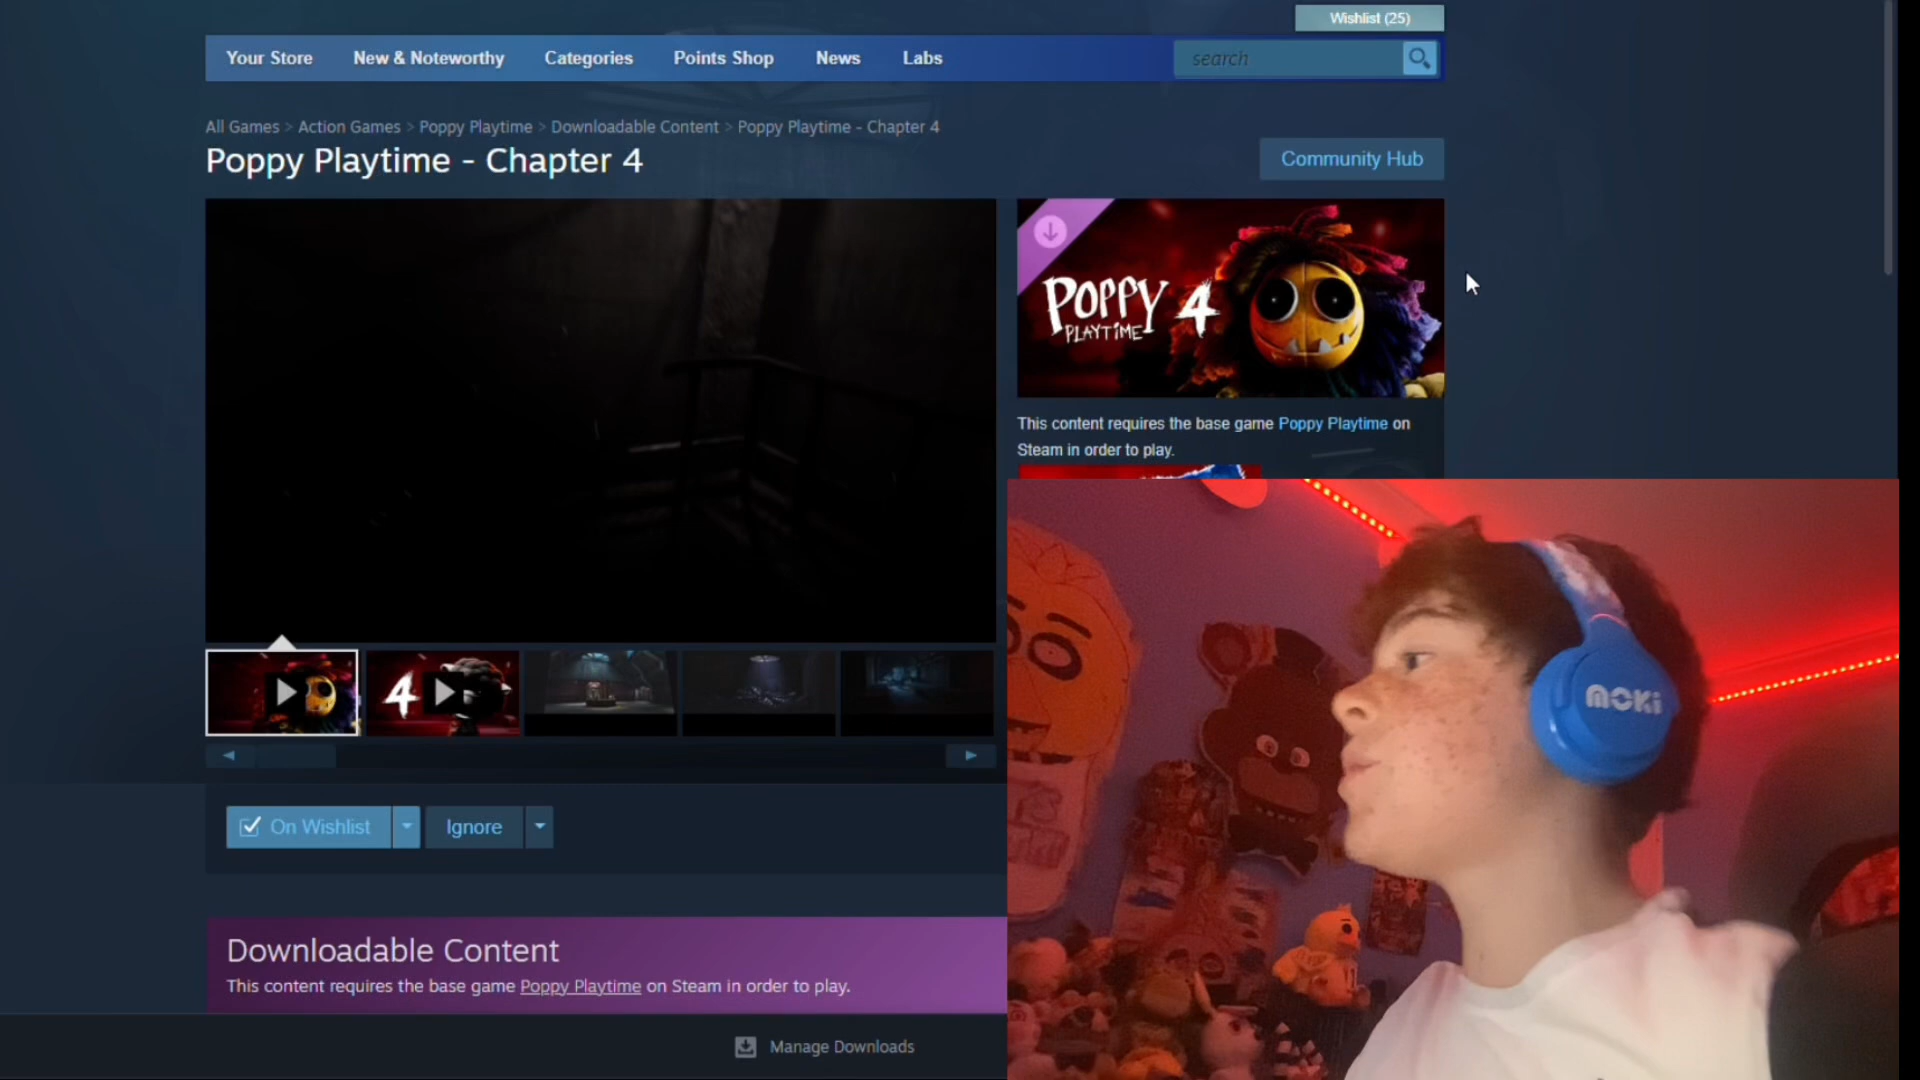 Wishlist (25)
Your Store New & Noteworthy Categories Points Shop News Labs search
All Games > Action Games > Poppy Playtime > Downloadable Content > Poppy Playtime - Chapter 4
Poppy Playtime - Chapter 4
Community Hub
POPPY 4
PLAYTIME
This content requires the base game Poppy Playtime on
Steam in order to play.
4
MOKi
On Wishlist Ignore
Downloadable Content
This content requires the base game Poppy Playtime on Steam in order to play.
Manage Downloads